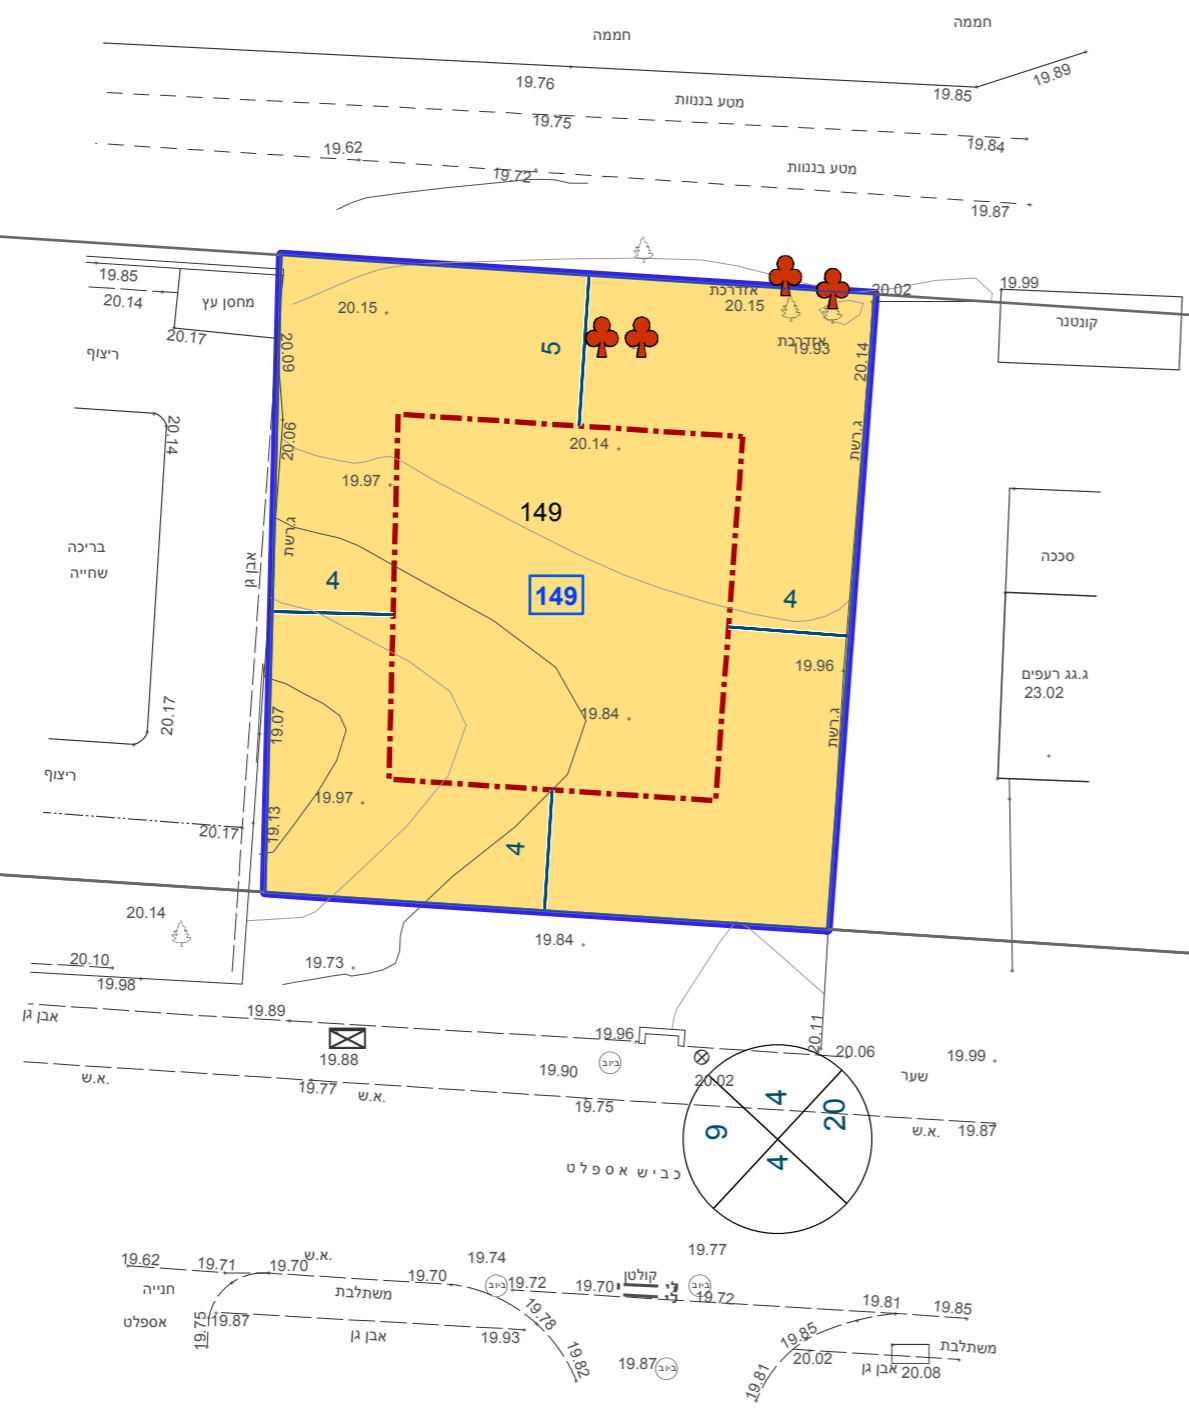 חממה
חממה
19.89
19.76
19.85
מטע בננות
19.75
19.84
19.62
מטע בננות
19.72
19.87
19.85
20.14
מחסן עץ
20.17
ריצוף
20.15
אזדרכת
20.15
20.02
19.99
קונטנר
אזדרכת
19.93
20.14
20.09
5
20.14
20.06
20.14
19.97
ג.רשת
149
ג.רשת
אבן גן
בריכה
שחייה
4
149
4
סככה
19.96
ג.גג רעפים
23.02
20.17
19.07
19.84
ג.רשת
ריצוף
19.97
19.13
20.17
4
20.14
19.84
20.10
19.98
19.73
אבן גן
19.89
19.96
20.11
20.06
19.99
19.88
ביוב
19.90
20.02
שער
א.ש.
19.77
א.ש.
19.75
4
20
9
4
א.ש.
19.87
כביש אספלט
19.62
19.71
19.70
א.ש.
19.74
19.77
חנייה
משתלבת
19.70
ביוב
19.72
19.70
קולטן
ביוב
19.72
19.81
19.85
אספלט
19.75
19.87
אבן גן
19.93
19.78
19.82
19.87
ביוב
19.85
19.81
20.02
אבן גן
20.08
משתלבת